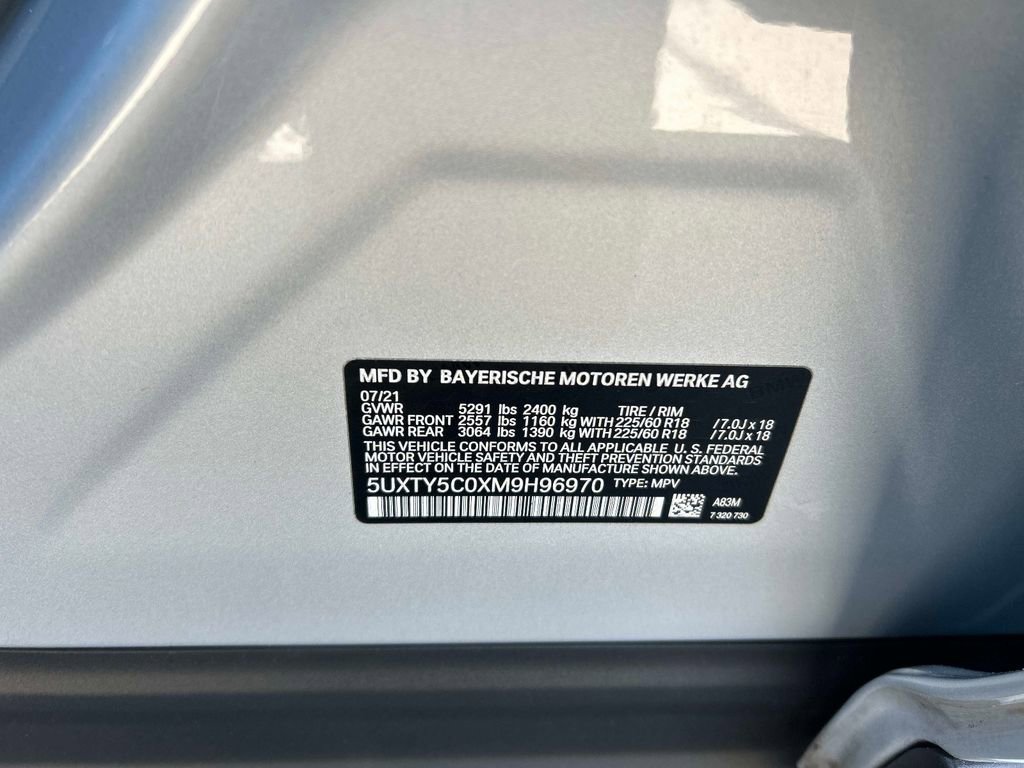 MFD BY BAYERISCHE MOTOREN WERKE AG
07/21
GVWR 5291 lbs 2400 kg TIRE / RIM
GAWR FRONT 2557 lbs 1160 kg WITH 225/60 R18 / 7.0J x 18
GAWR REAR 3064 lbs 1390 kg WITH 225/60 R18 / 7.0J x 18
THIS VEHICLE CONFORMS TO ALL APPLICABLE U.S. FEDERAL
MOTOR VEHICLE SAFETY AND THEFT PREVENTION STANDARDS
IN EFFECT ON THE DATE OF MANUFACTURE SHOWN ABOVE.
5UXTY5C0XM9H96970 TYPE: MPV
A83M
7 320 730